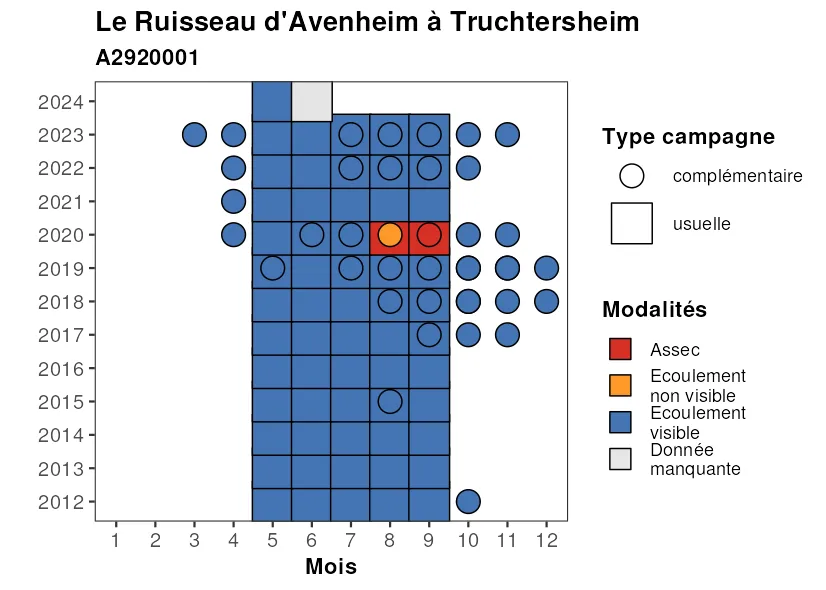 Le Ruisseau d'Avenheim à Truchtersheim
A2920001
2024
2023
2022
2021
2020
2019
2018
2017
2016
2015
2014
2013
2012
1 2 3 4 5 6 7 8 9 10 11 12
Mois
Type campagne
complémentaire
usuelle
Modalités
Assec
Ecoulement
non visible
Ecoulement
visible
Donnée
manquante